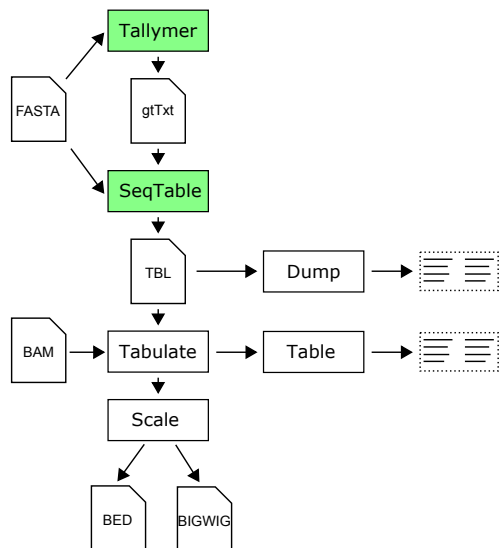 Tallymer
FASTA
gtTxt
SeqTable
TBL
Dump
BAM
Tabulate
Table
Scale
BED
BIGWIG